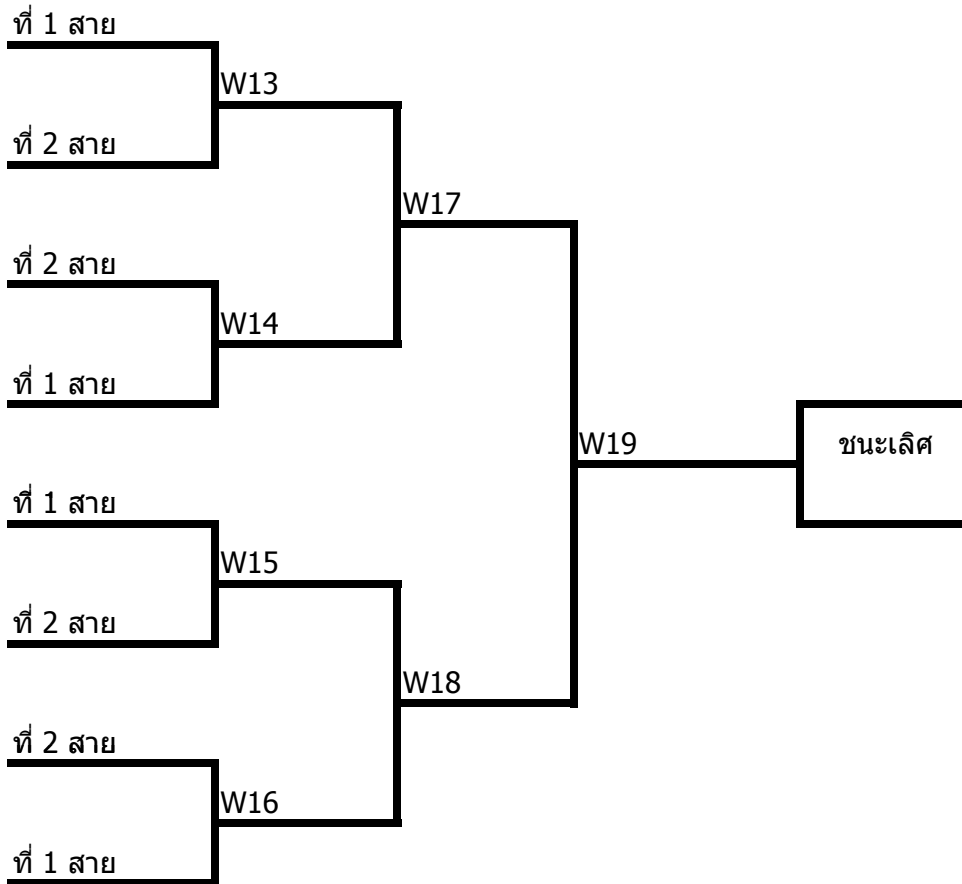 ที่ 1 สาย
W13
ที่ 2 สาย
W17
ที่ 2 สาย
W14
ที่ 1 สาย
W19
ชนะเลิศ
ที่ 1 สาย
W15
ที่ 2 สาย
W18
ที่ 2 สาย
W16
ที่ 1 สาย